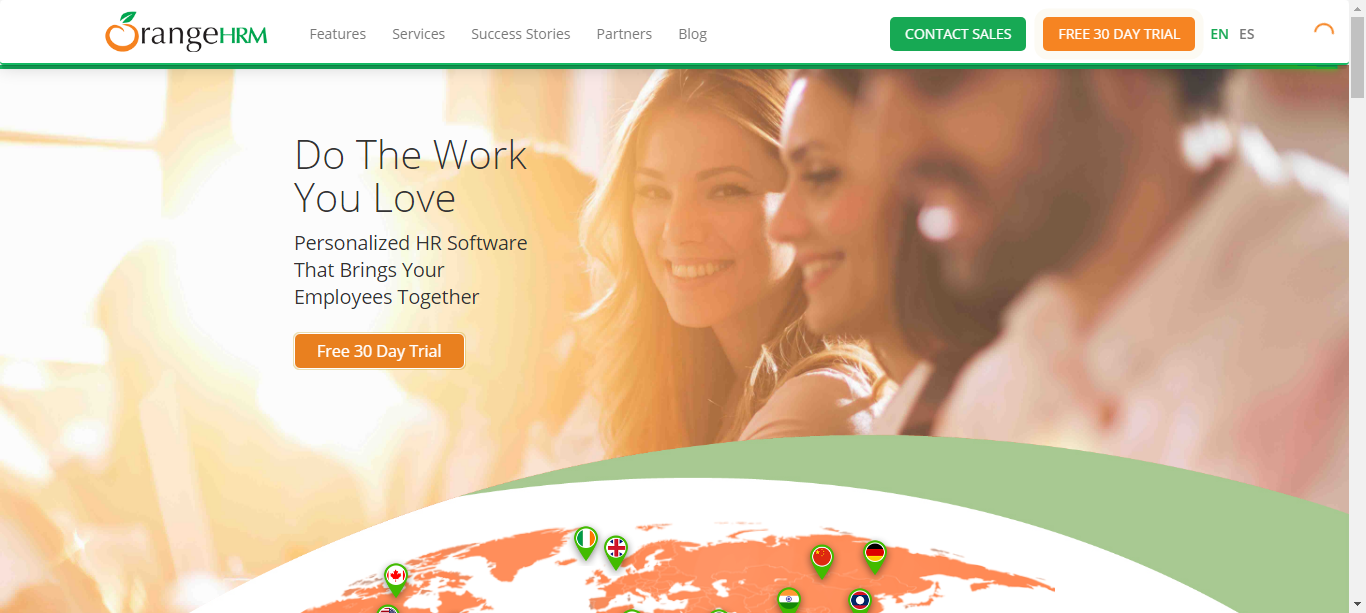 OrangeHRM Features Services Success Stories Partners Blog CONTACT SALES FREE 30 DAY TRIAL EN ES
Do The Work
You Love
Personalized HR Software
That Brings Your
Employees Together
Free 30 Day Trial